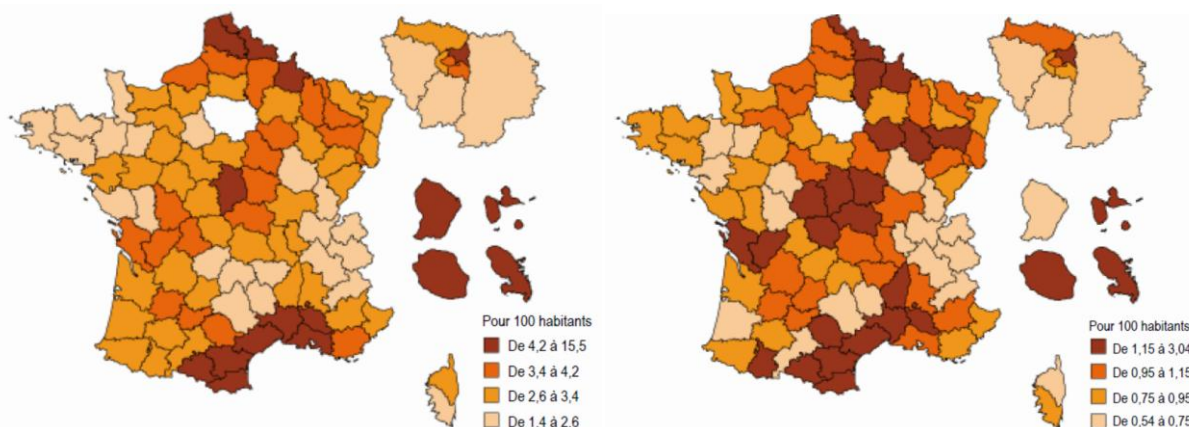 Pour 100 habitants
De 4,2 à 15,5
De 3,4 à 4,2
De 2,6 à 3,4
De 1.4 à 2.6
Pour 100 habitants
De 1,15 à 3,04
De 0,95 à 1,15
De 0,75 à 0,95
De 0,54 à 0,75